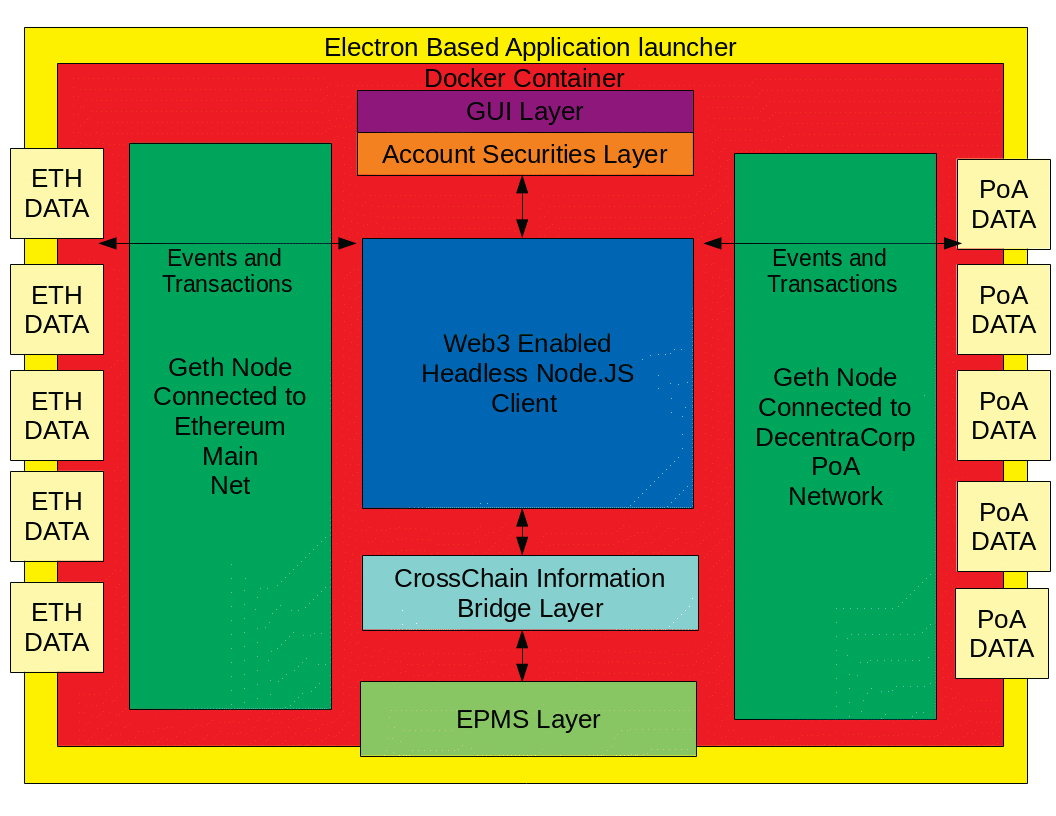 Electron Based Application launcher
Docker Container
GUI Layer
Account Securities Layer
ETH
DATA
ETH
DATA
ETH
DATA
ETH
DATA
ETH
DATA
Events and
Transactions
Geth Node
Connected to
Ethereum
Main
Net
Web3 Enabled
Headless Node.JS
Client
CrossChain Information
Bridge Layer
EPMS Layer
Events and
Transactions
Geth Node
Connected to
DecentraCorp
PoA
Network
PoA
DATA
PoA
DATA
PoA
DATA
PoA
DATA
PoA
DATA